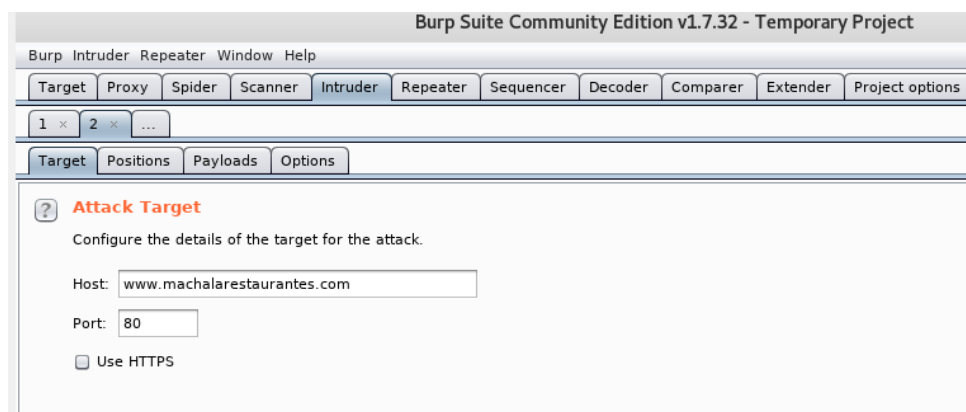 Burp Suite Community Edition v1.7.32 - Temporary Project
Burp Intruder Repeater Window Help
Target Proxy Spider Scanner Intruder Repeater Sequencer Decoder Comparer Extender Project options
1 × 2 × ...
Target Positions Payloads Options
? Attack Target
Configure the details of the target for the attack.
Host: www.machalarestaurantes.com
Port: 80
Use HTTPS